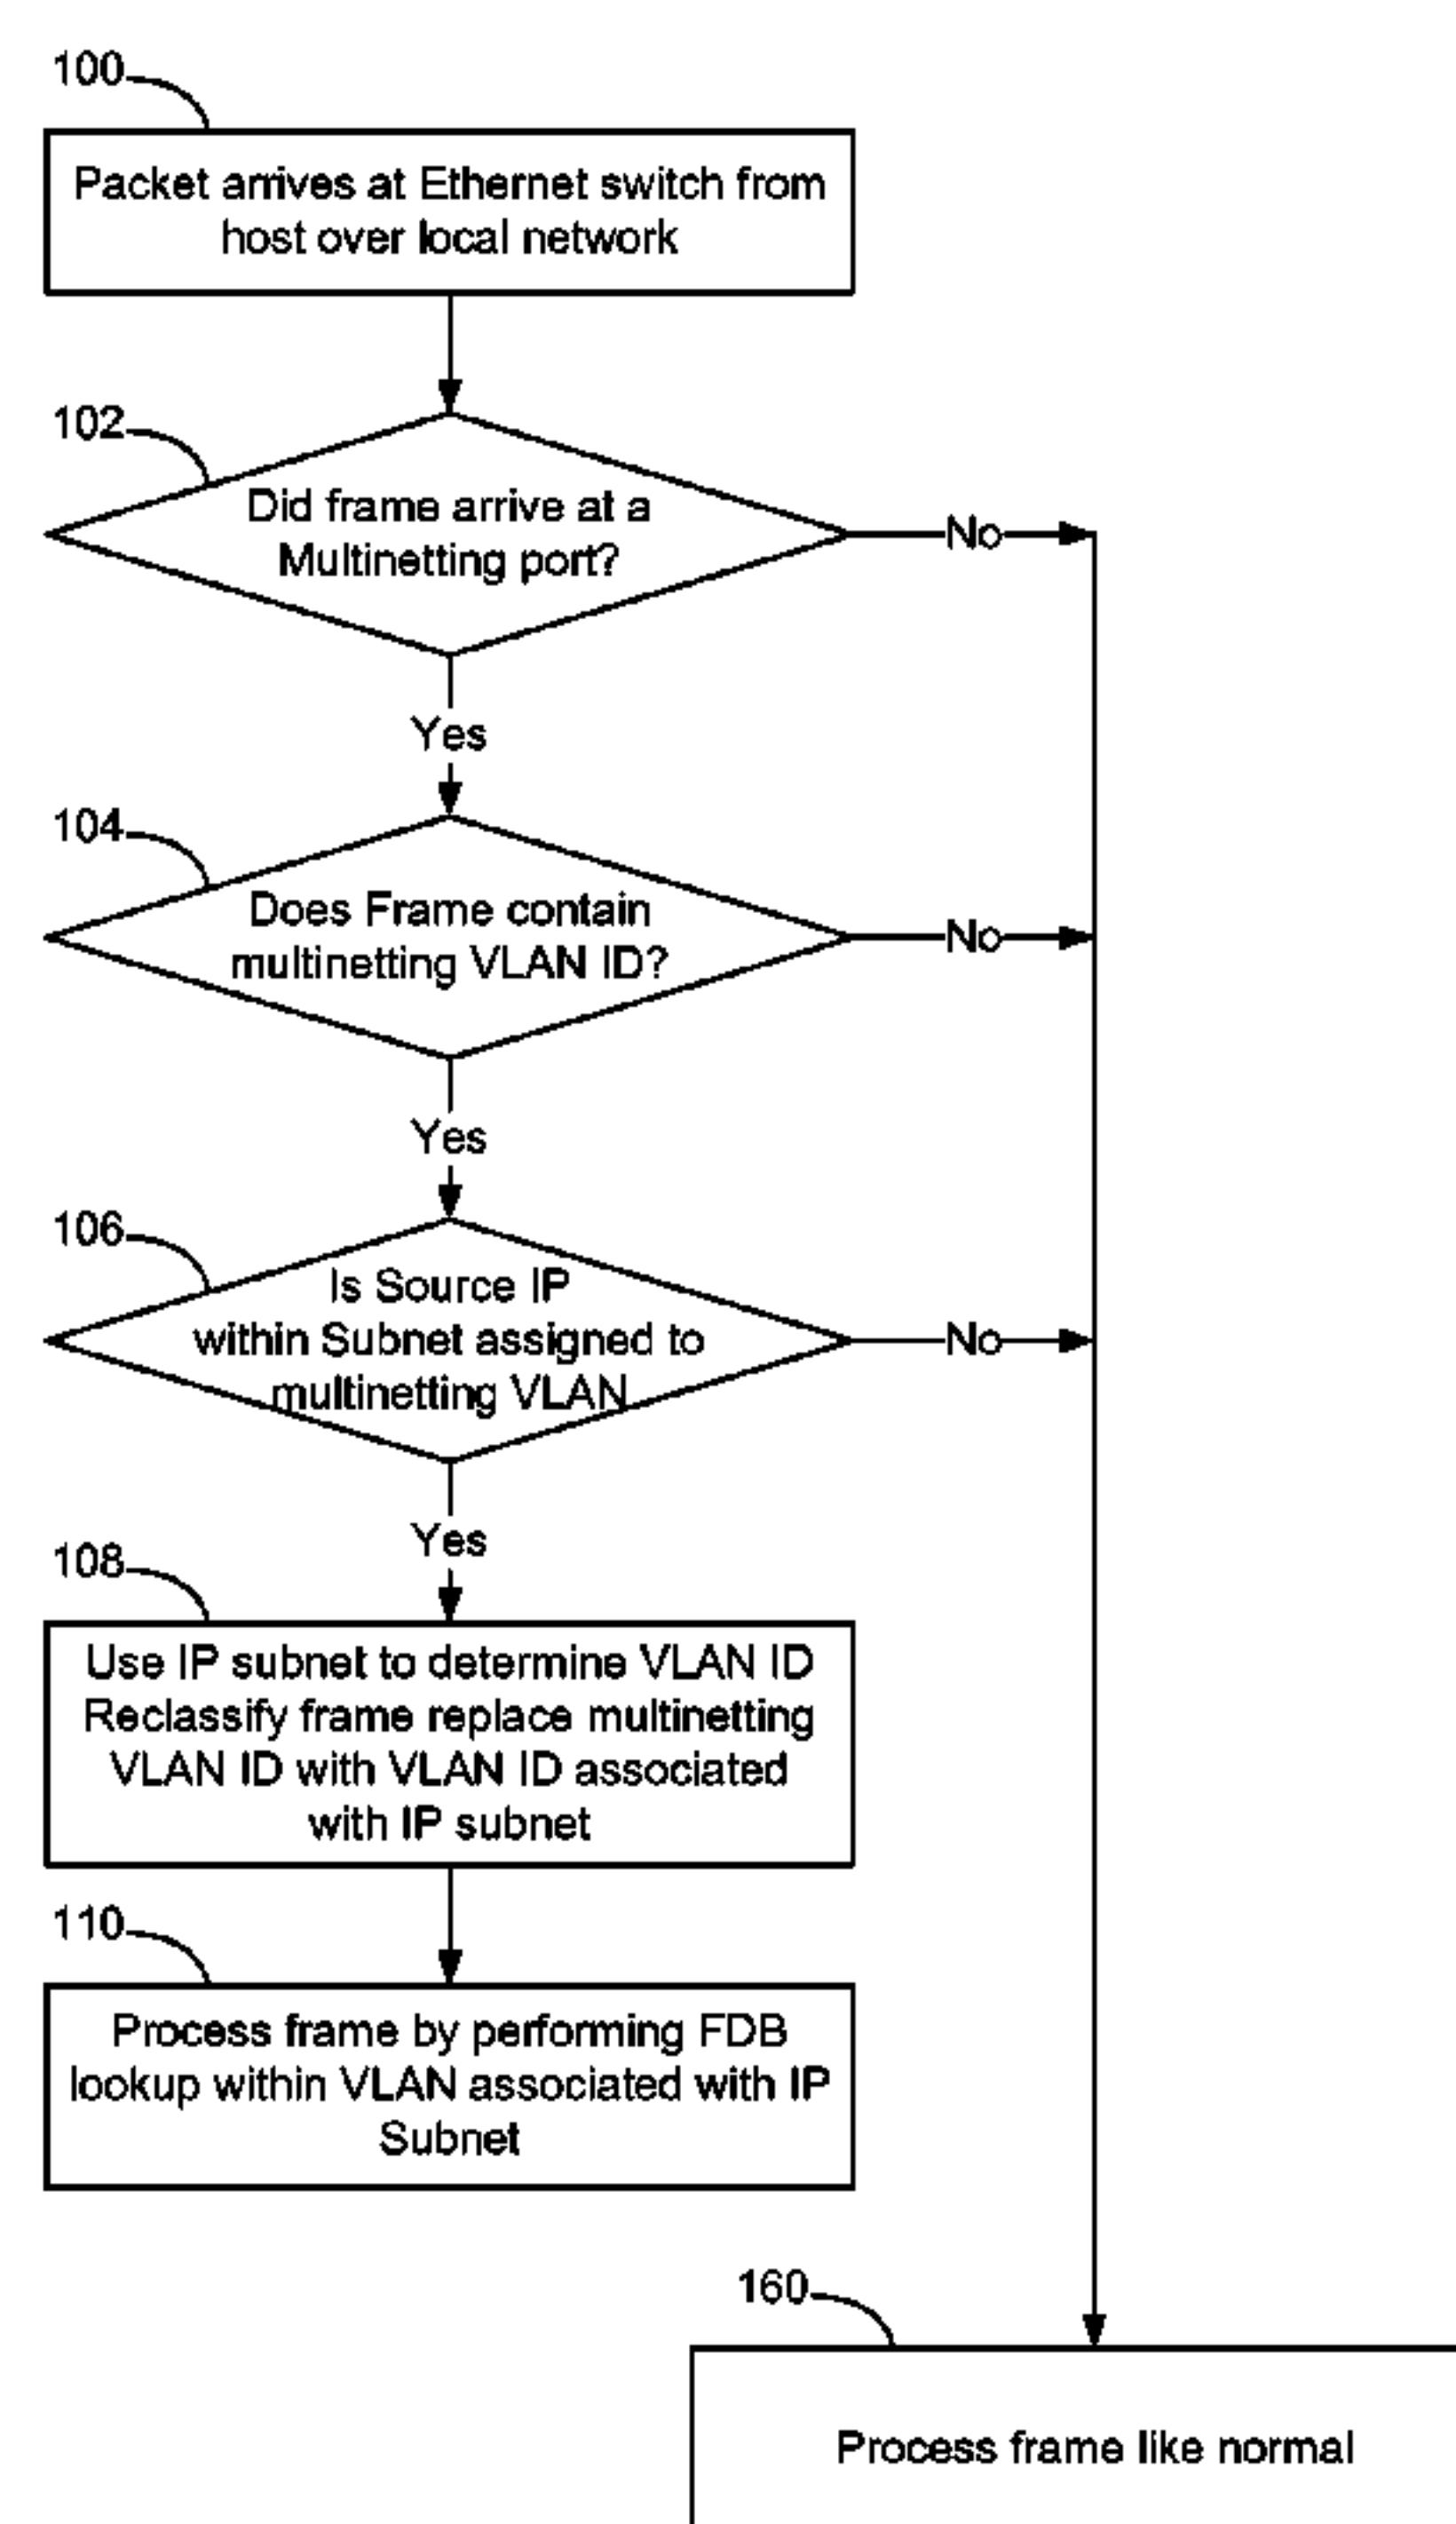 100
Packet arrives at Ethernet switch from
host over local network
102
Did frame arrive at a
Multinetting port?
No
Yes
104
Does Frame contain
multinetting VLAN ID?
No
Yes
106
Is Source IP
within Subnet assigned to
multinetting VLAN
No
Yes
108
Use IP subnet to determine VLAN ID
Reclassify frame replace multinetting
VLAN ID with VLAN ID associated
with IP subnet
110
Process frame by performing FDB
lookup within VLAN associated with IP
Subnet
160
Process frame like normal